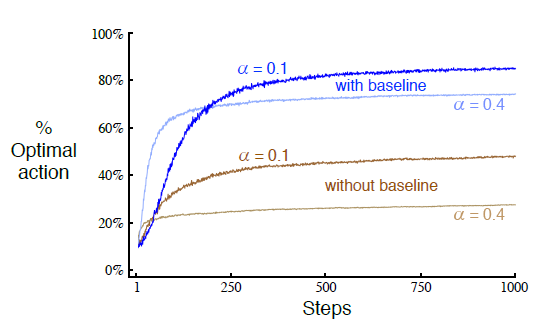 100%
α = 0.1
80%
with baseline
α = 0.4
%
Optimal
action
60%
α = 0.1
40%
without baseline
20%
α = 0.4
0%
1 250 500 750 1000
Steps